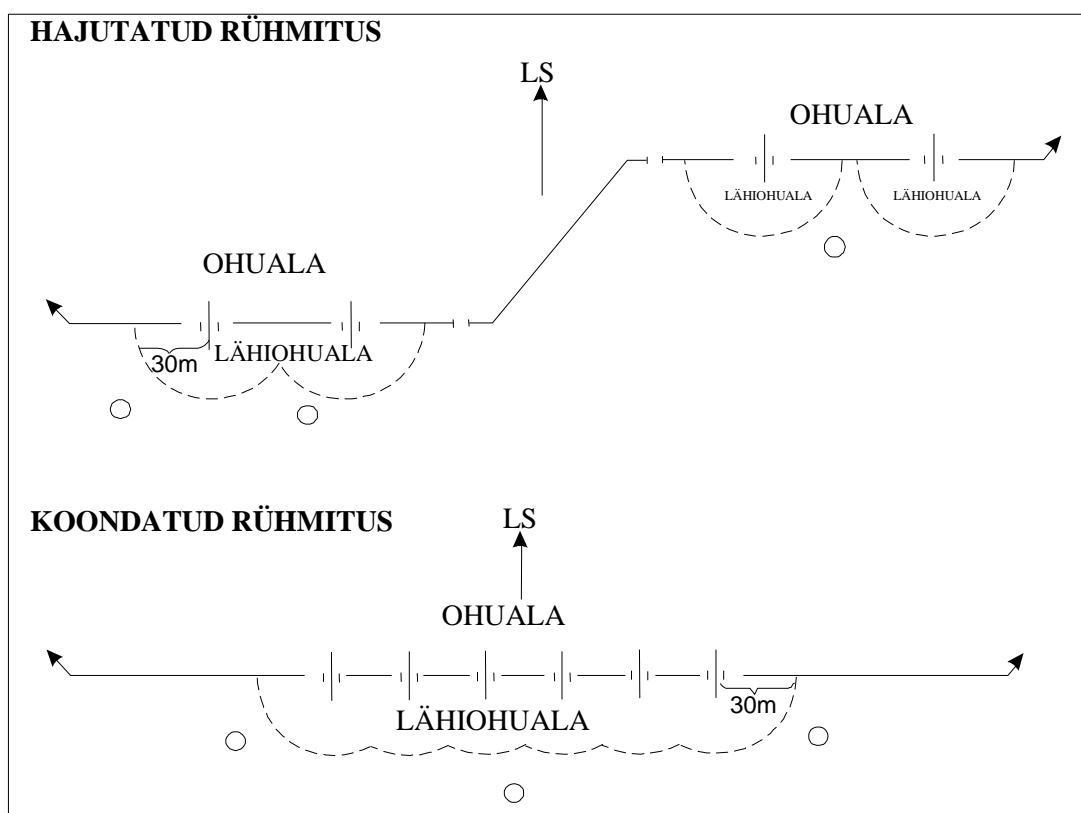 HAJUTATUD RÜHMITUS
LS
OHUALA
LÄHIOHUALA LÄHIOHUALA
OHUALA
LÄHIOHUALA
30m
KOONDATUD RÜHMITUS
LS
OHUALA
LÄHIOHUALA
30m